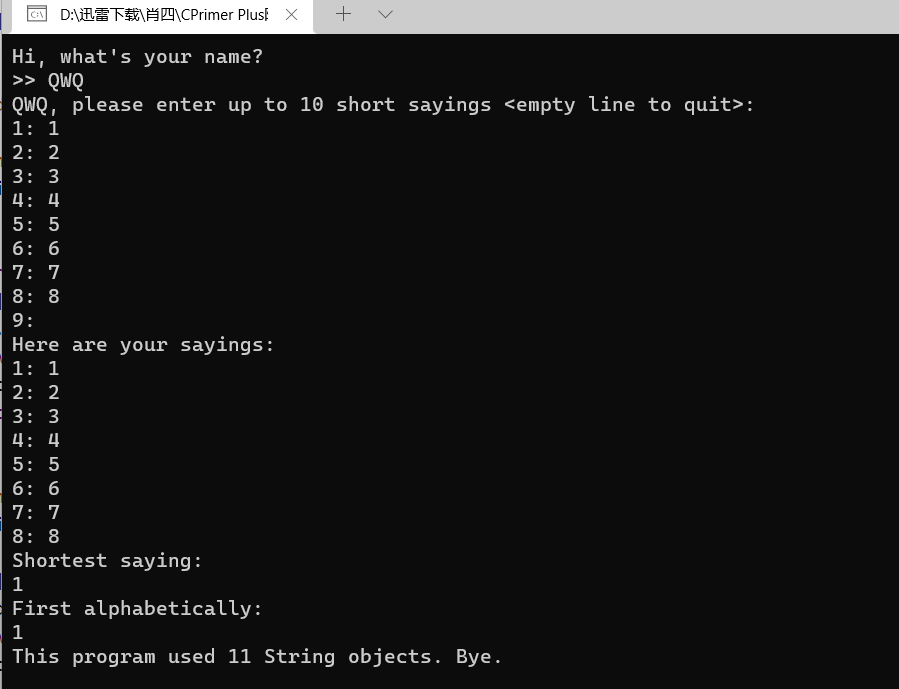 D:\迅雷下载\肖四\CPrimer Plus
Hi, what's your name?
>> QWQ
QWQ, please enter up to 10 short sayings <empty line to quit>:
1: 1
2: 2
3: 3
4: 4
5: 5
6: 6
7: 7
8: 8
9:
Here are your sayings:
1: 1
2: 2
3: 3
4: 4
5: 5
6: 6
7: 7
8: 8
Shortest saying:
1
First alphabetically:
1
This program used 11 String objects. Bye.